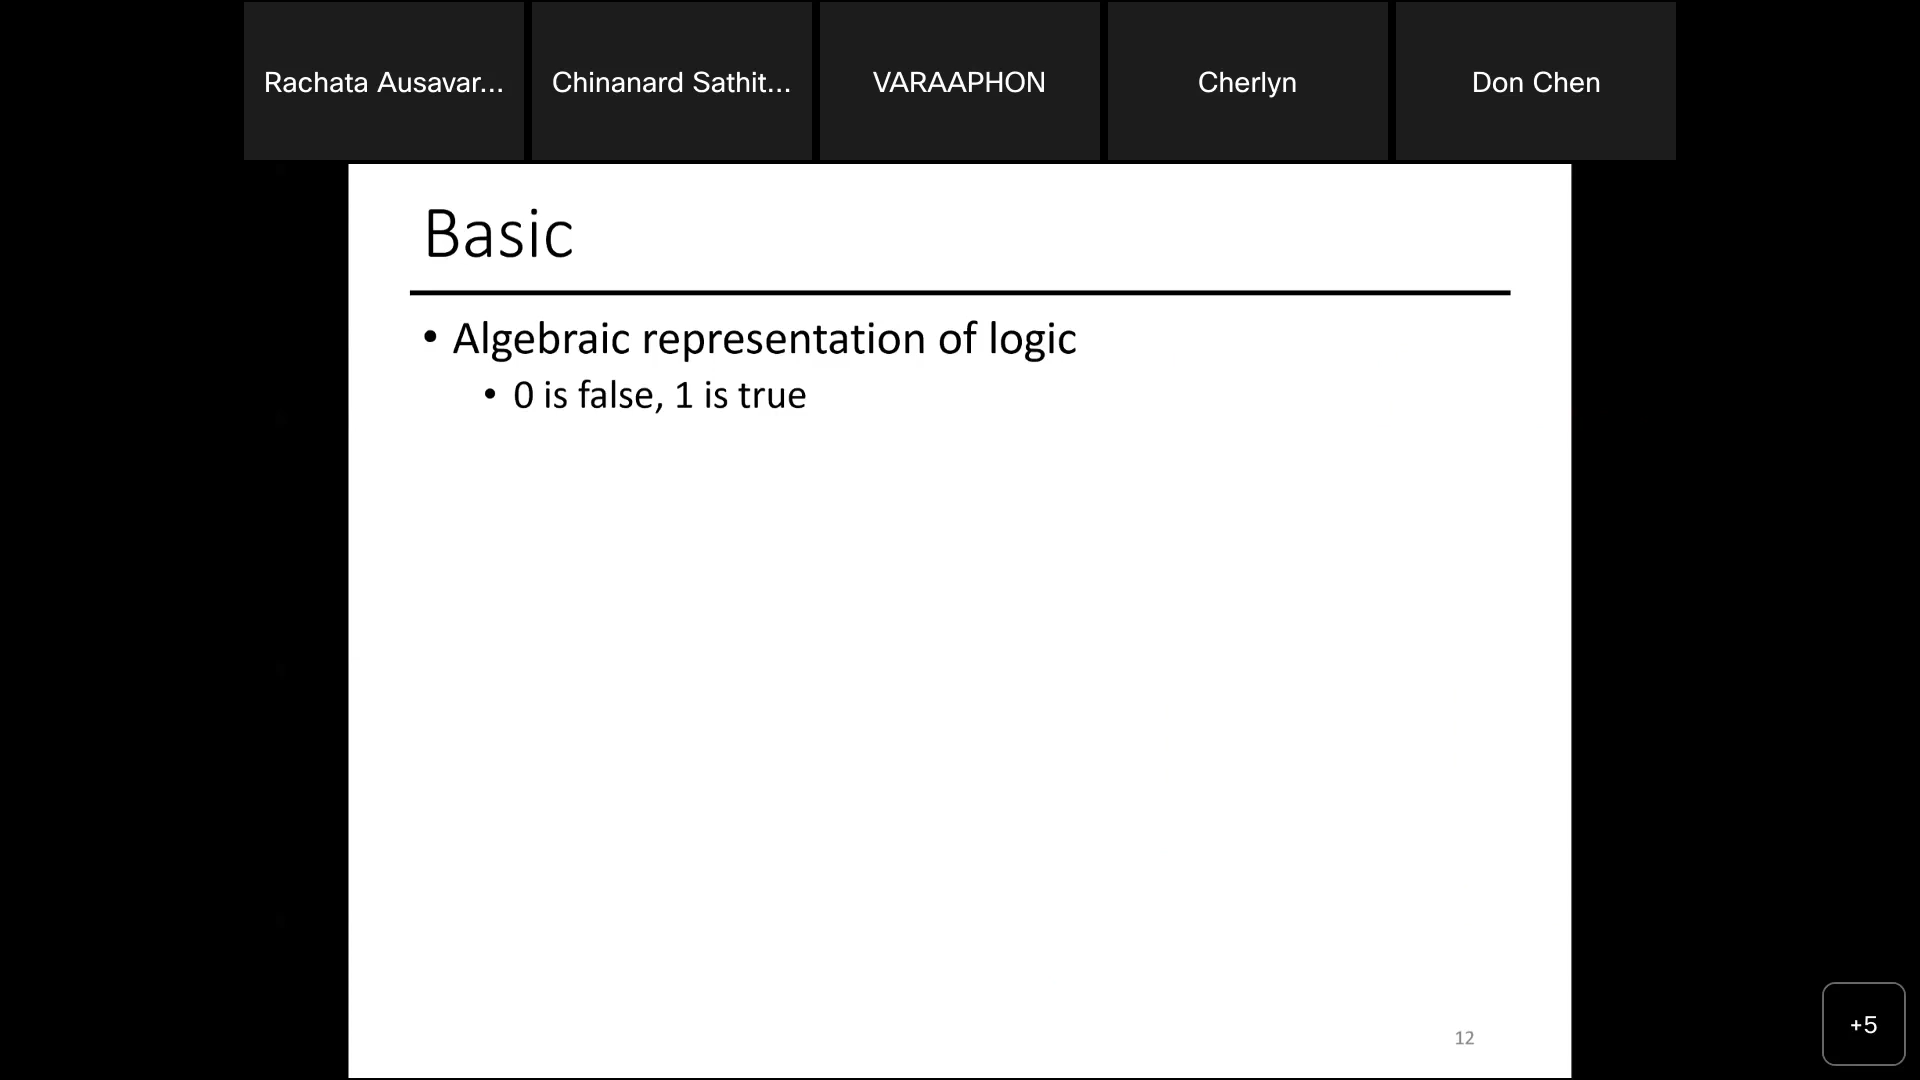 Rachata Ausavar...
Chinanard Sathit...
VARAAPHON
Cherlyn
Don Chen
Basic
• Algebraic representation of logic
• 0 is false, 1 is true
12
+5